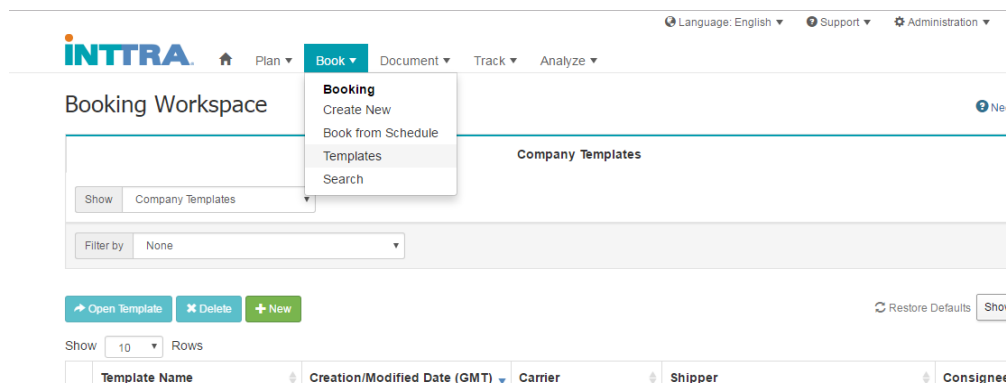 Language: English Support Administration
INTTRA
Plan Book Document Track Analyze
Booking Workspace
Booking
Create New
Book from Schedule
Templates
Search
Company Templates
Show Company Templates
Filter by None
Open Template Delete New
Restore Defaults
Show 10 Rows
Template Name Creation/Modified Date (GMT) Carrier Shipper Consignee